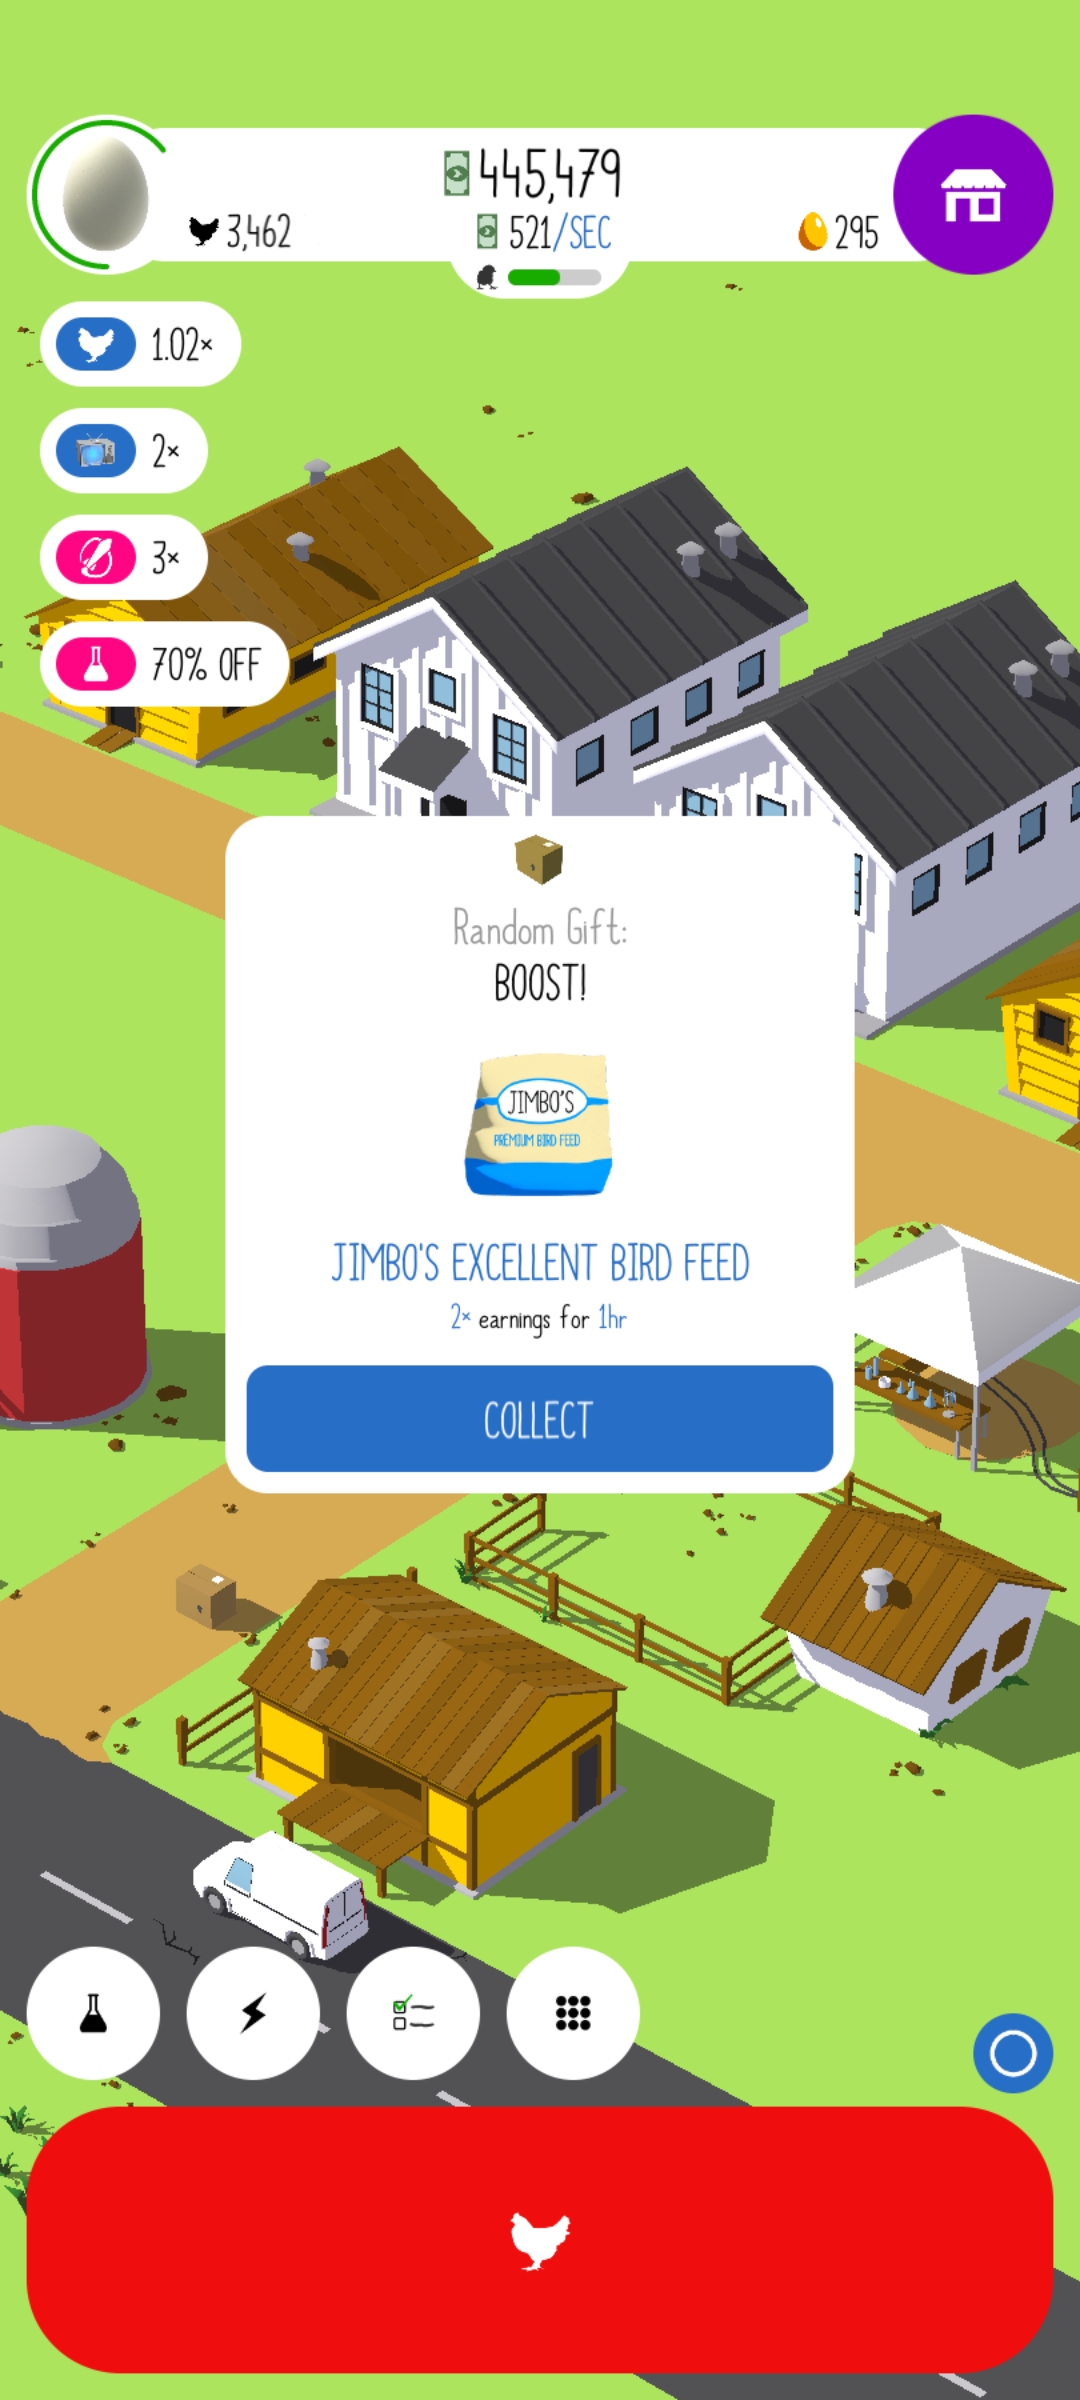 445,479
3,462
521/SEC
295
1.02×
2×
3×
70% OFF
Random Gift:
BOOST!
JIMBO'S
PREMIUM BIRD FEED
JIMBO'S EXCELLENT BIRD FEED
2× earnings for 1hr
COLLECT